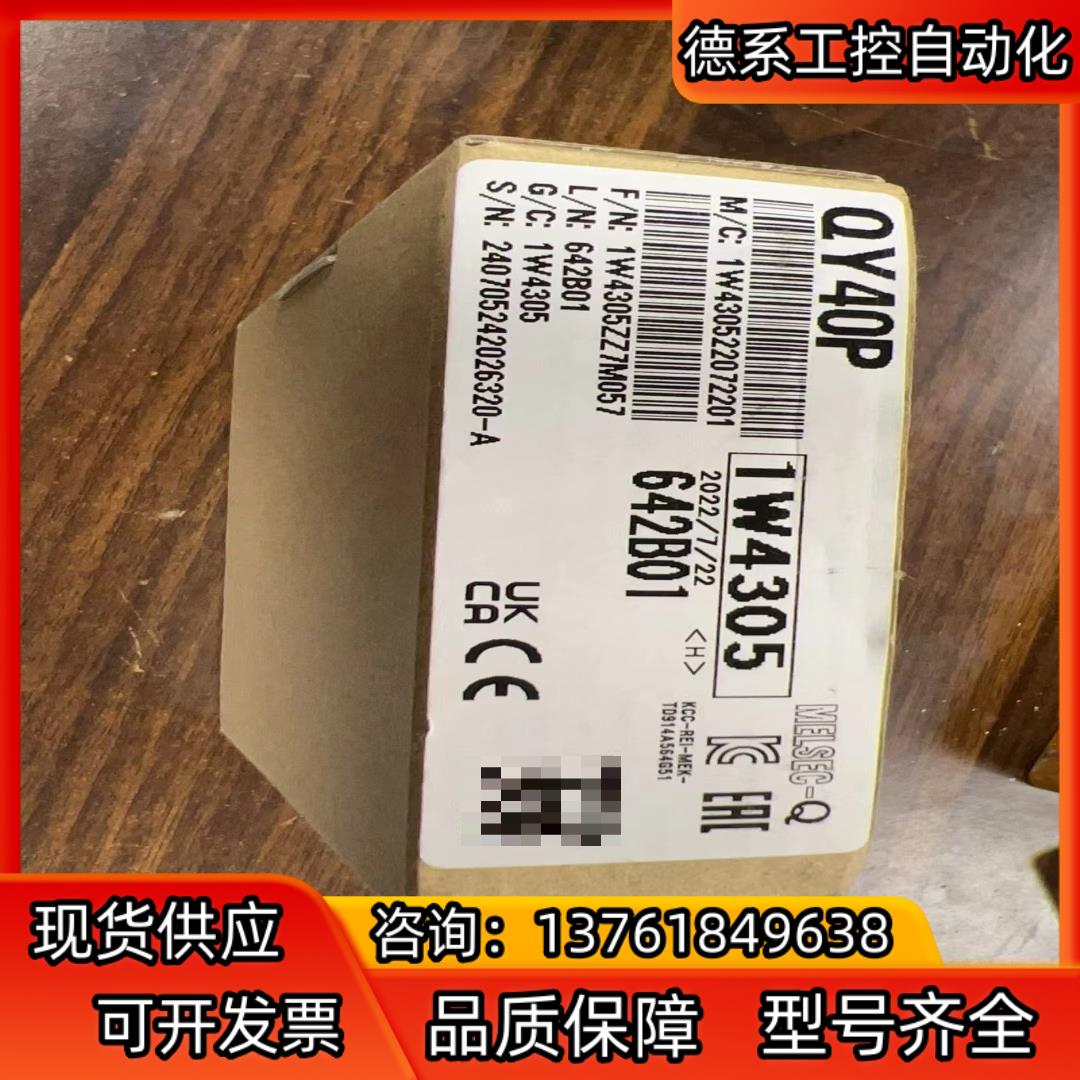 德系工控自动化
QY40P
M/C: 1W430522072201
F/N: 1W4305ZZ7M057
L/N: 642B01
G/C: 1W4305
S/N: 240705242026320-A
1W4305
2022/7/22
642B01
<H>
MELSEC-Q
KCC-REI-MEK-
TD914A564G51
EAC
UK
CA
CE
现货供应
咨询：13761849638
可开发票
品质保障
型号齐全